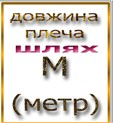 довжина
плеча
шлях
м
(метр)